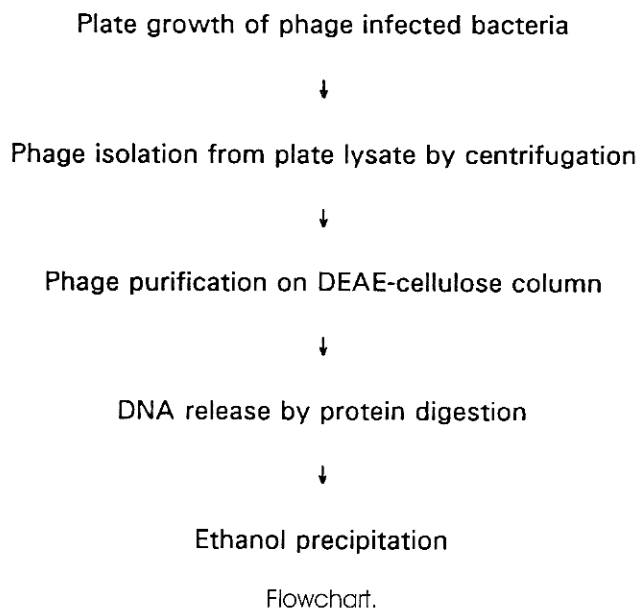 Plate growth of phage infected bacteria
↓
Phage isolation from plate lysate by centrifugation
↓
Phage purification on DEAE-cellulose column
↓
DNA release by protein digestion
↓
Ethanol precipitation
Flowchart.